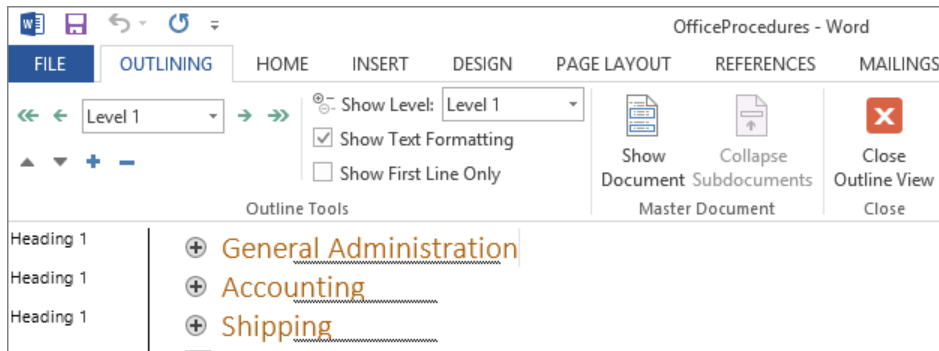 OfficeProcedures - Word
FILE OUTLINING HOME INSERT DESIGN PAGE LAYOUT REFERENCES MAILINGS
Level 1 Show Level: Level 1
Show Text Formatting
Show First Line Only
Show Document
Collapse Subdocuments
Close Outline View
Outline Tools Master Document Close
Heading 1 General Administration
Heading 1 Accounting
Heading 1 Shipping